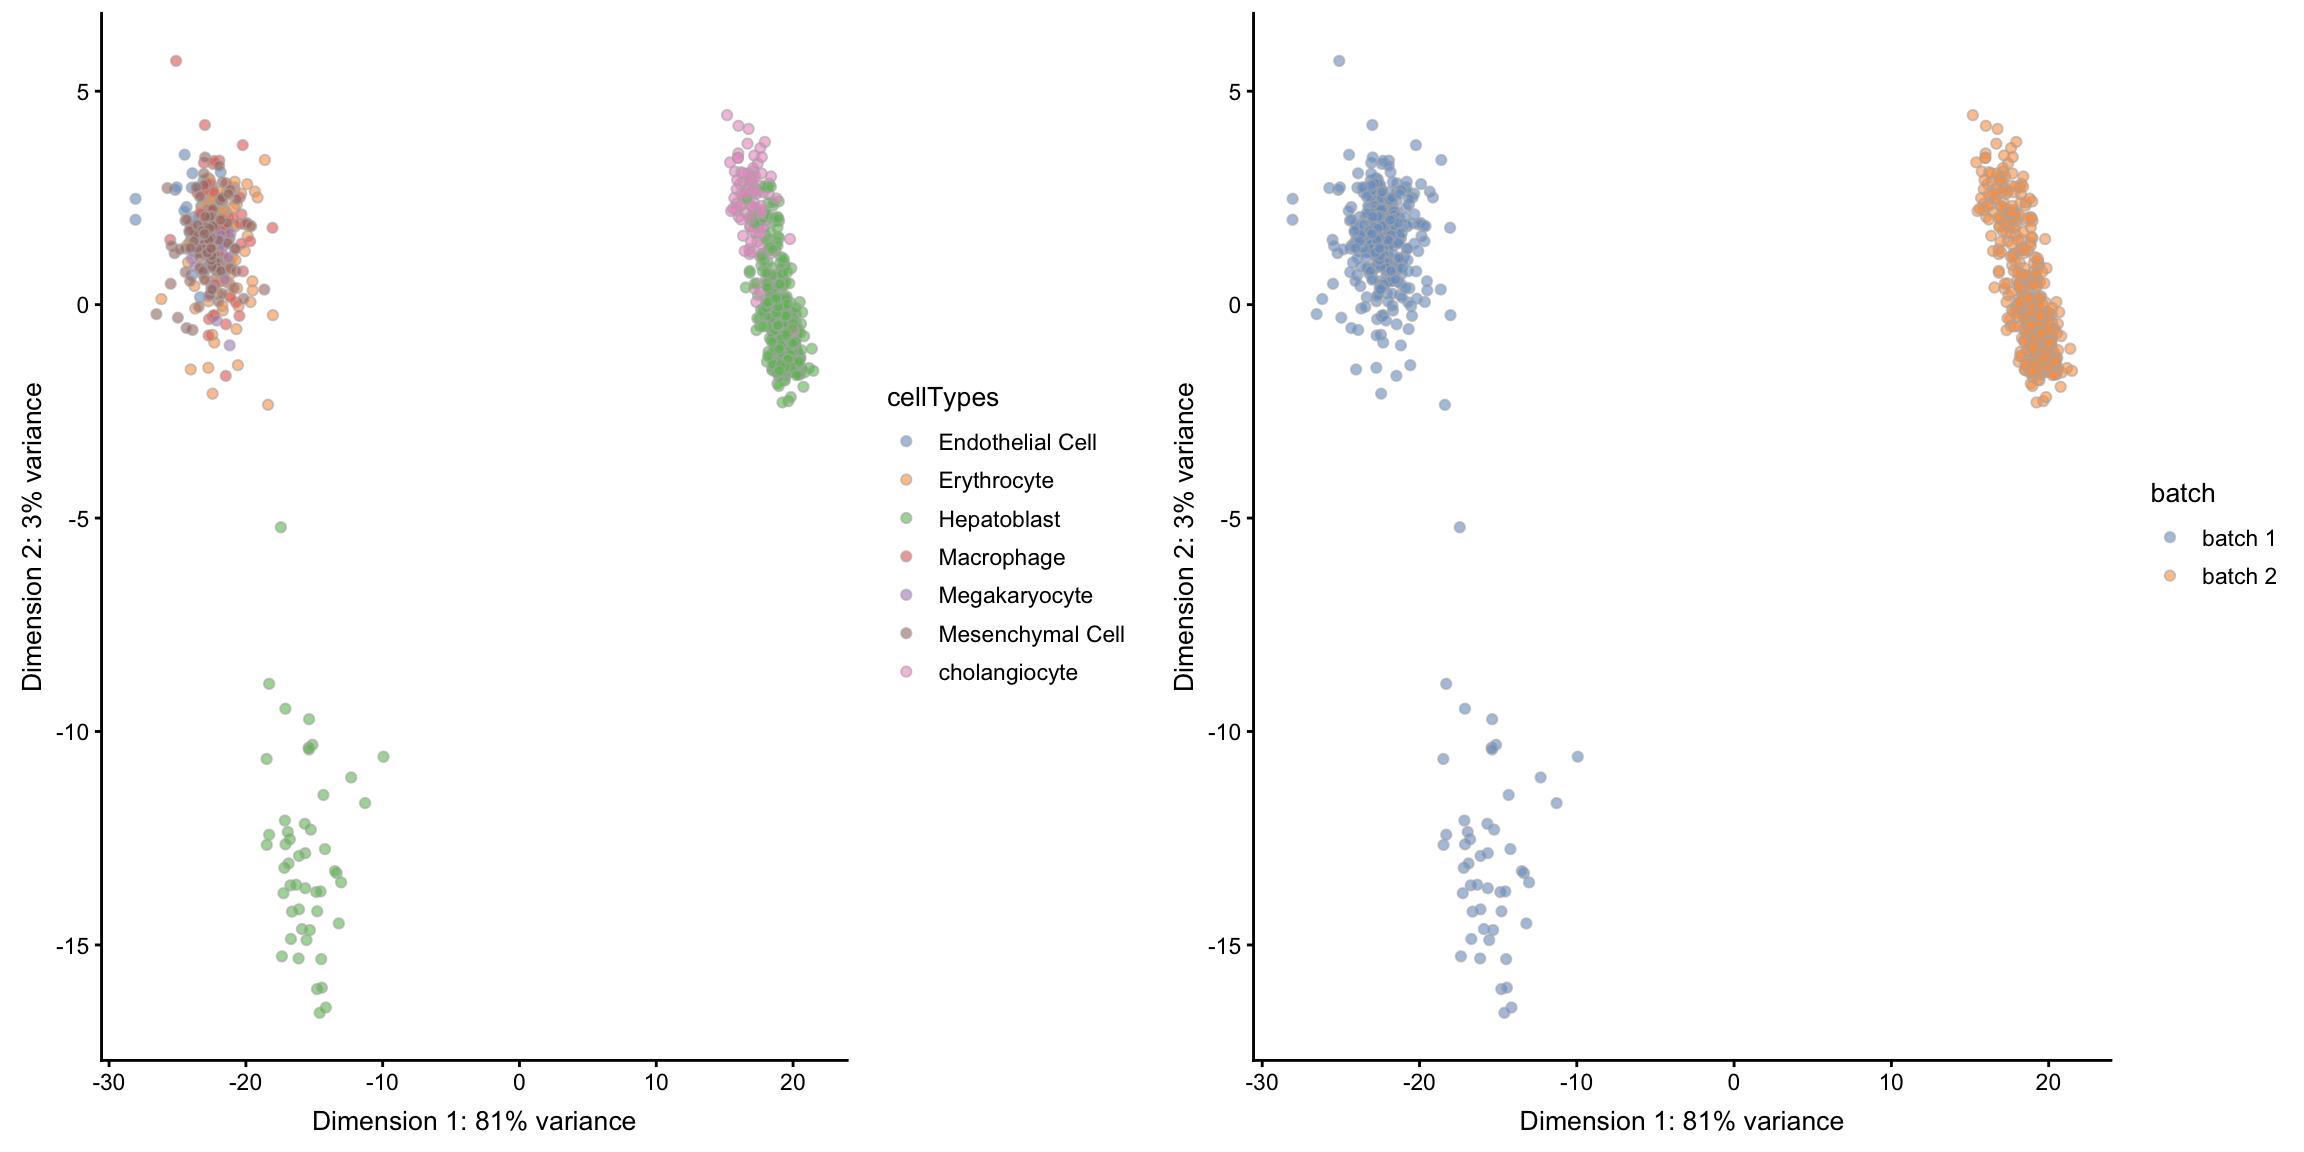 5
0
-5
-10
-15
Dimension 2: 3% variance
-30
-20
-10
0
10
20
Dimension 1: 81% variance
cellTypes
Endothelial Cell
Erythrocyte
Hepatoblast
Macrophage
Megakaryocyte
Mesenchymal Cell
cholangiocyte
5
0
-5
-10
-15
Dimension 2: 3% variance
-30
-20
-10
0
10
20
Dimension 1: 81% variance
batch
batch 1
batch 2